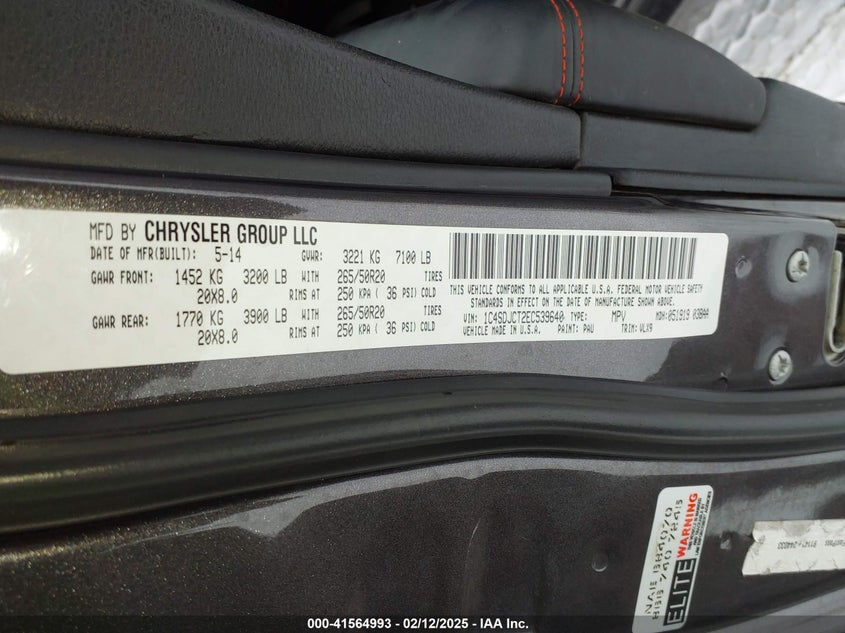 MFD BY CHRYSLER GROUP LLC
DATE OF MFR(BUILT): 5-14 GVWR: 3221 KG 7100 LB
GAWR FRONT: 1452 KG 3200 LB WITH 265/50R20 TIRES
20X8.0 RIMS AT 250 KPA ( 36 PSI) COLD
GAWR REAR: 1770 KG 3900 LB WITH 265/50R20 TIRES
20X8.0 RIMS AT 250 KPA ( 36 PSI) COLD
THIS VEHICLE CONFORMS TO ALL APPLICABLE U.S.A. FEDERAL MOTOR VEHICLE SAFETY
STANDARDS IN EFFECT ON THE DATE OF MANUFACTURE SHOWN ABOVE.
VIN: 1C4SDJCT2EC539640 TYPE: MPV MDH: 051919 038AA
VEHICLE MADE IN U.S.A. PAINT: PAU TRIM: VLX9
ELITE WARNING
000-41564993 / 02/12/2025 - IAA Inc.